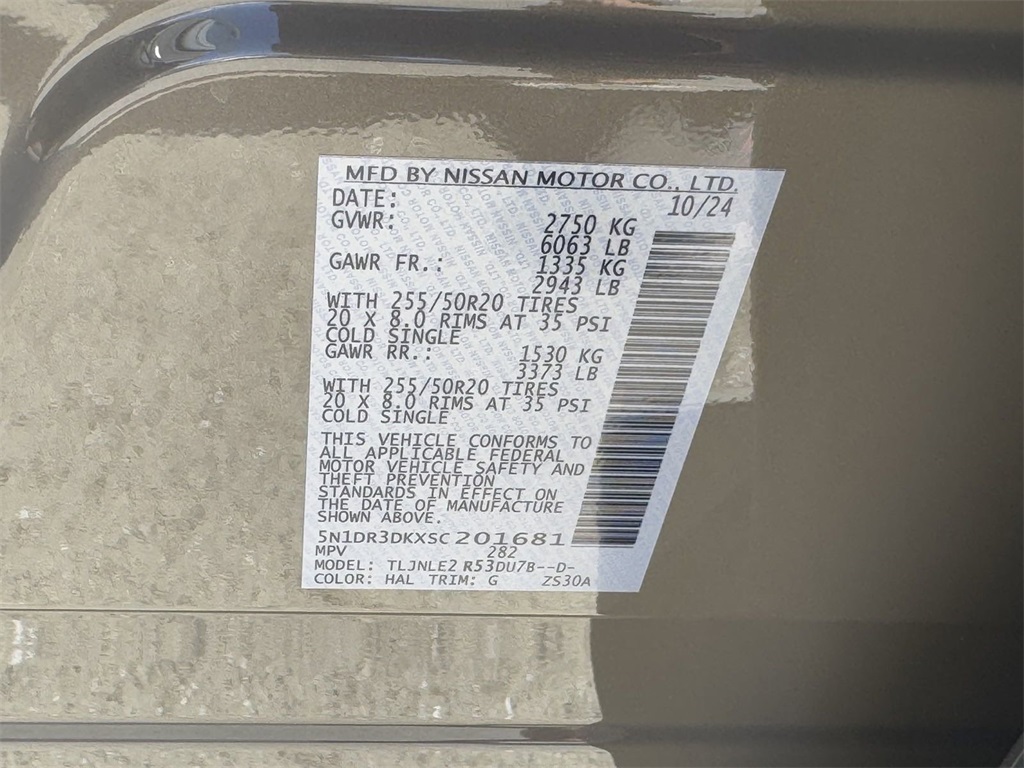 MFD BY NISSAN MOTOR CO., LTD.
DATE: 10/24
GVWR: 2750 KG
6063 LB
GAWR FR.: 1335 KG
2943 LB
WITH 255/50R20 TIRES
20 X 8.0 RIMS AT 35 PSI
COLD SINGLE
GAWR RR.: 1530 KG
3373 LB
WITH 255/50R20 TIRES
20 X 8.0 RIMS AT 35 PSI
COLD SINGLE
THIS VEHICLE CONFORMS TO
ALL APPLICABLE FEDERAL
MOTOR VEHICLE SAFETY AND
THEFT PREVENTION
STANDARDS IN EFFECT ON
THE DATE OF MANUFACTURE
SHOWN ABOVE.
5N1DR3DKXSC201681
MPV 282
MODEL: TLJNLE2 R53DU7B--D-
COLOR: HAL TRIM: G ZS30A